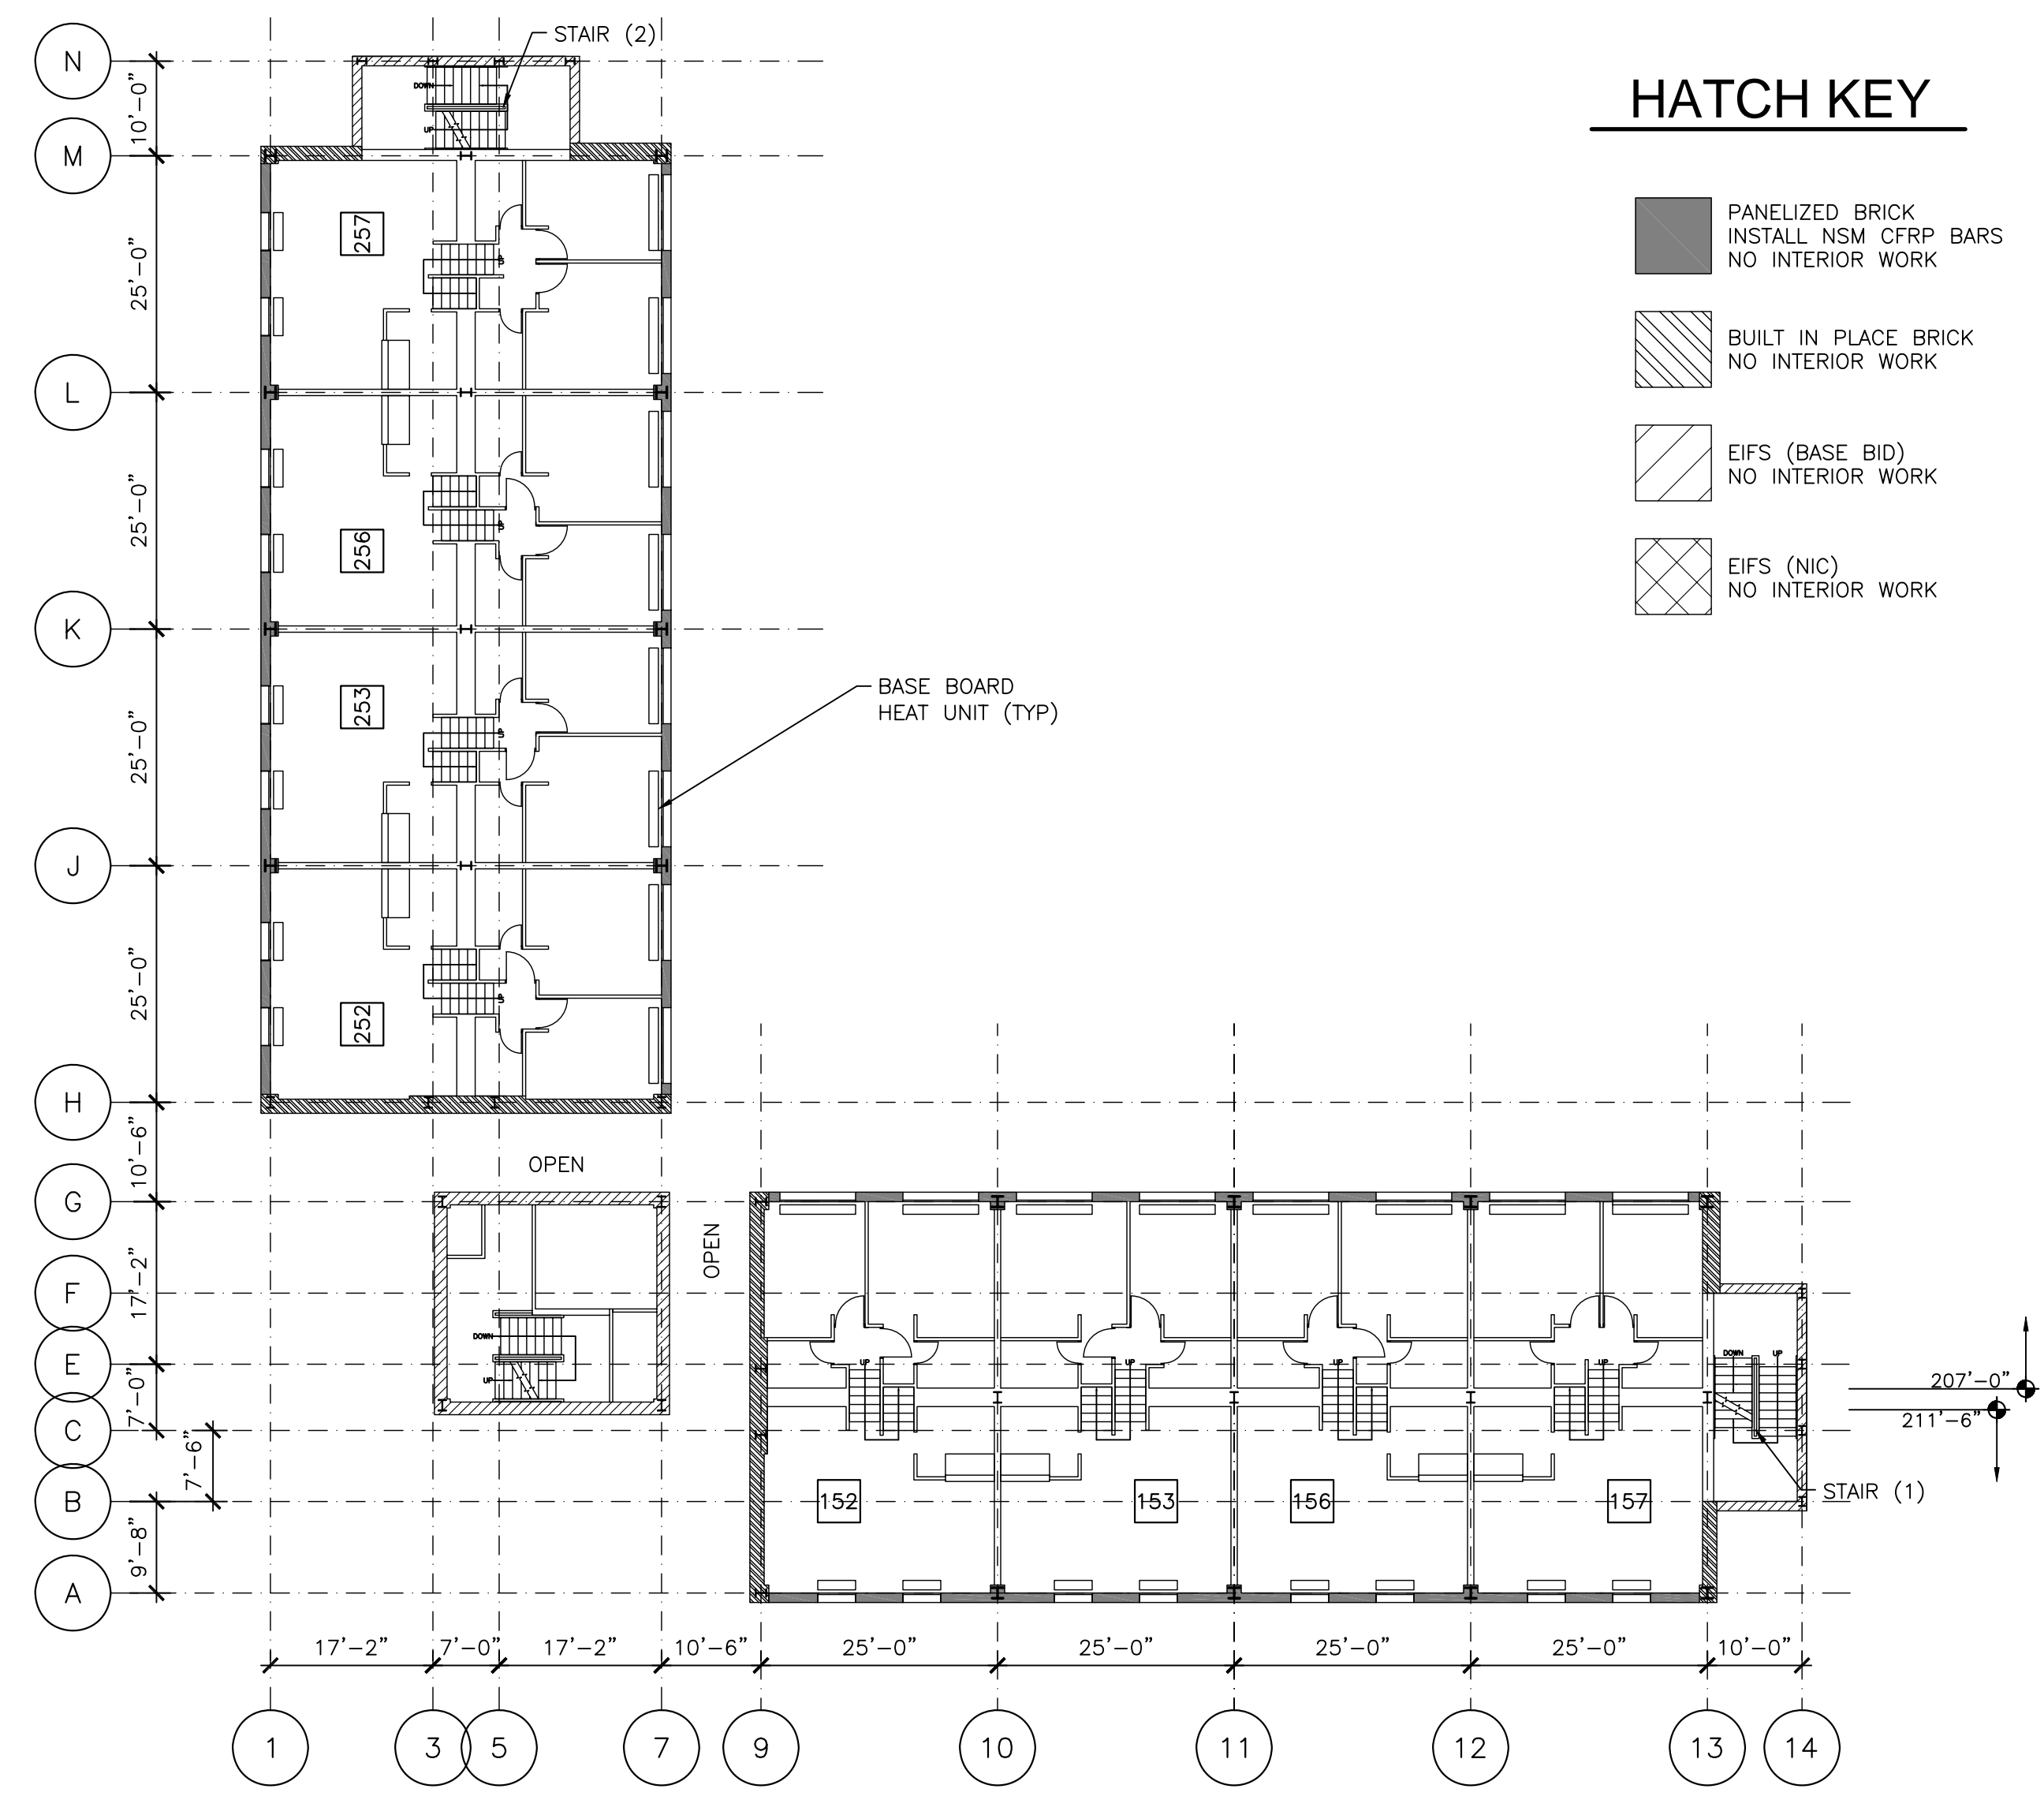 N
STAIR (2)
10'-0"
DOWN
UP
M
HATCH KEY
PANELIZED BRICK
INSTALL NSM CFRP BARS
NO INTERIOR WORK
BUILT IN PLACE BRICK
NO INTERIOR WORK
EIFS (BASE BID)
NO INTERIOR WORK
EIFS (NIC)
NO INTERIOR WORK
257
UP
25'-0"
L
25'-0"
256
UP
K
BASE BOARD
HEAT UNIT (TYP)
253
UP
25'-0"
J
25'-0"
252
UP
H
10'-6"
OPEN
G
OPEN
17'-2"
F
E
DOWN
UP
7'-0"
C
7'-6"
B
9'-8"
A
UP
UP
UP
UP
DOWN
UP
207'-0"
211'-6"
152
153
156
157
STAIR (1)
17'-2"
7'-0"
17'-2"
10'-6"
25'-0"
25'-0"
25'-0"
25'-0"
10'-0"
1
3
5
7
9
10
11
12
13
14